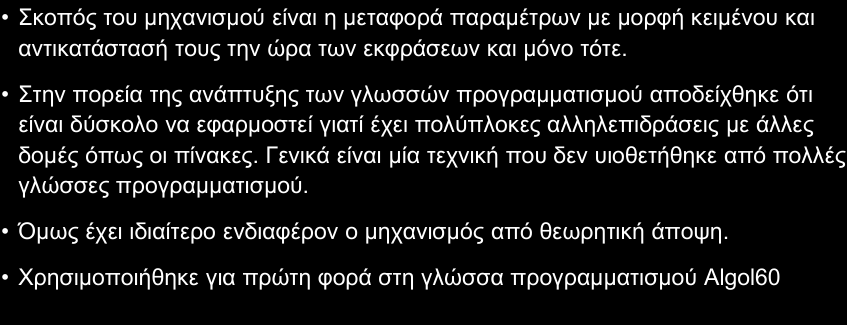 • Σκοπός του μηχανισμού είναι η μεταφορά παραμέτρων με μορφή κειμένου και
αντικατάστασή τους την ώρα των εκφράσεων και μόνο τότε.
• Στην πορεία της ανάπτυξης των γλωσσών προγραμματισμού αποδείχθηκε ότι
είναι δύσκολο να εφαρμοστεί γιατί έχει πολύπλοκες αλληλεπιδράσεις με άλλες
δομές όπως οι πίνακες. Γενικά είναι μία τεχνική που δεν υιοθετήθηκε από πολλές
γλώσσες προγραμματισμού.
• Όμως έχει ιδιαίτερο ενδιαφέρον ο μηχανισμός από θεωρητική άποψη.
• Χρησιμοποιήθηκε για πρώτη φορά στη γλώσσα προγραμματισμού Algol60